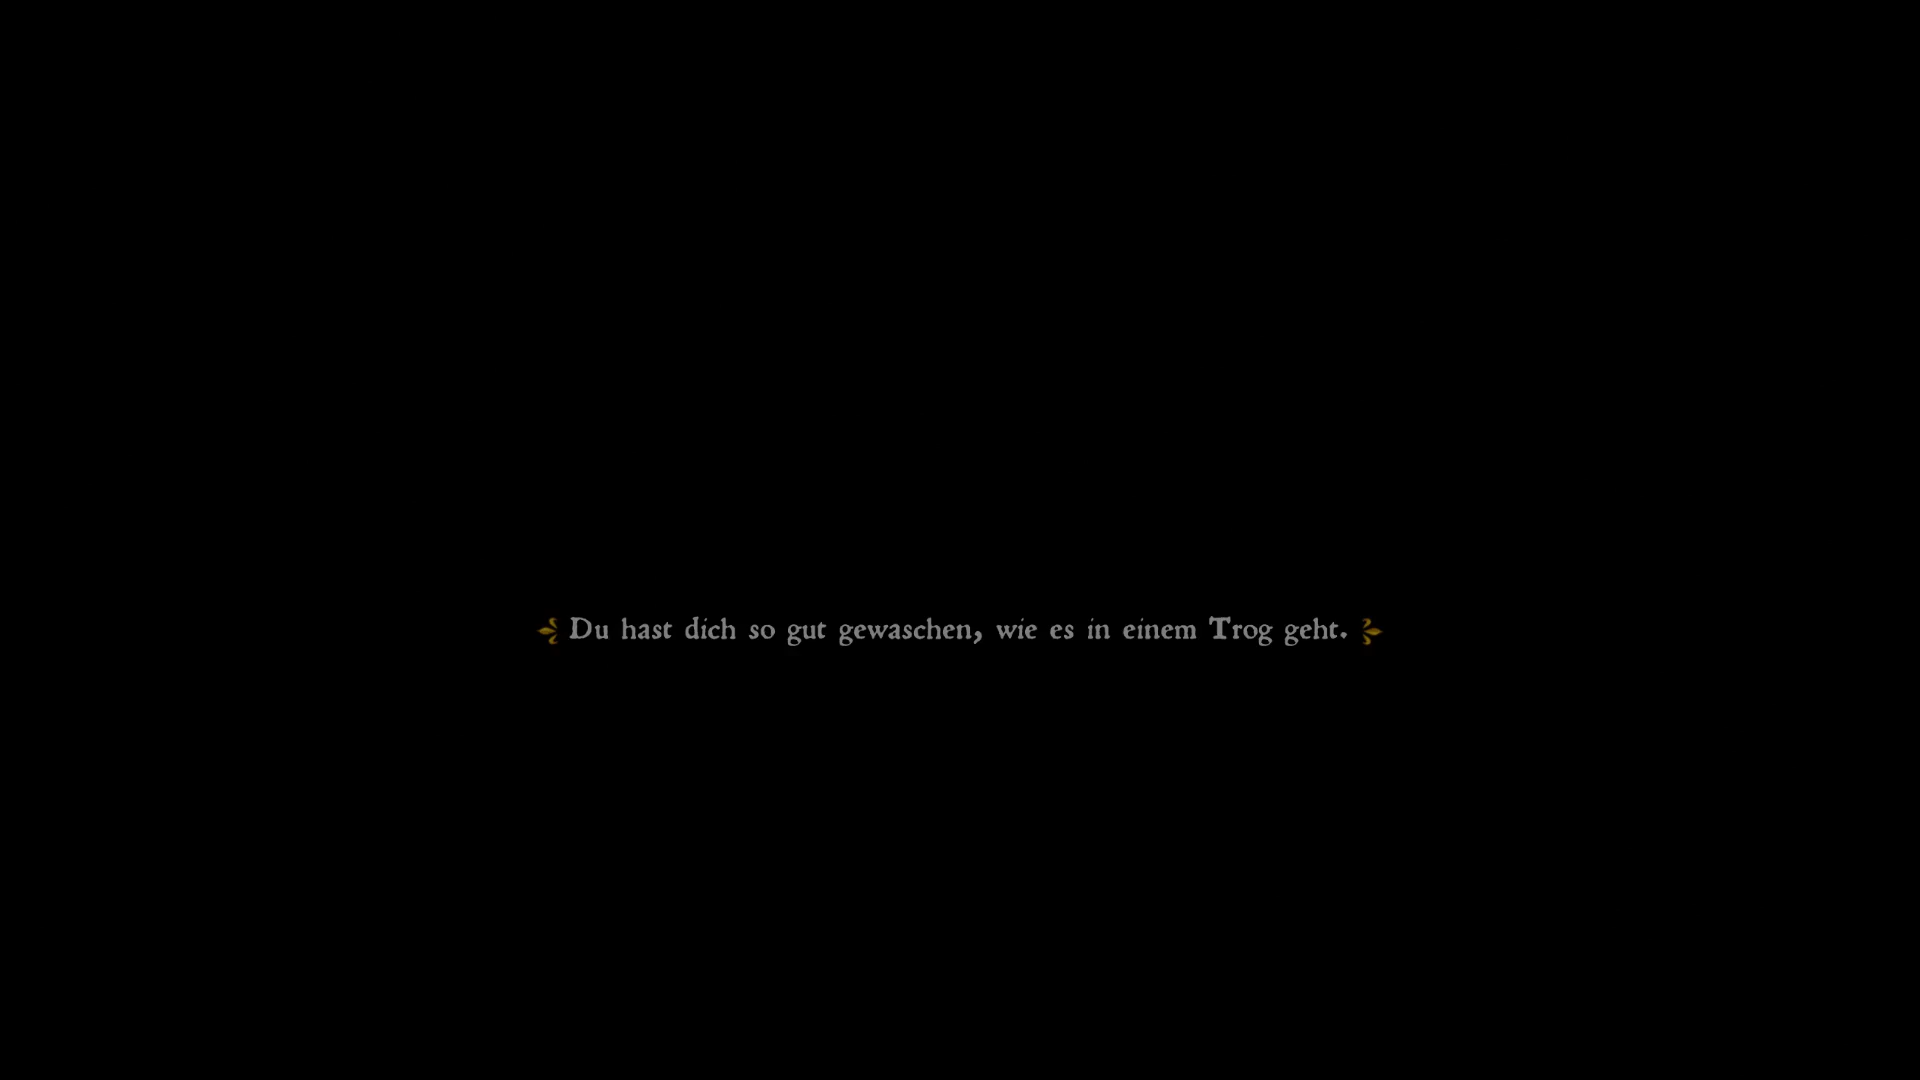 Du hast dich so gut gewaschen, wie es in einem Trog geht.